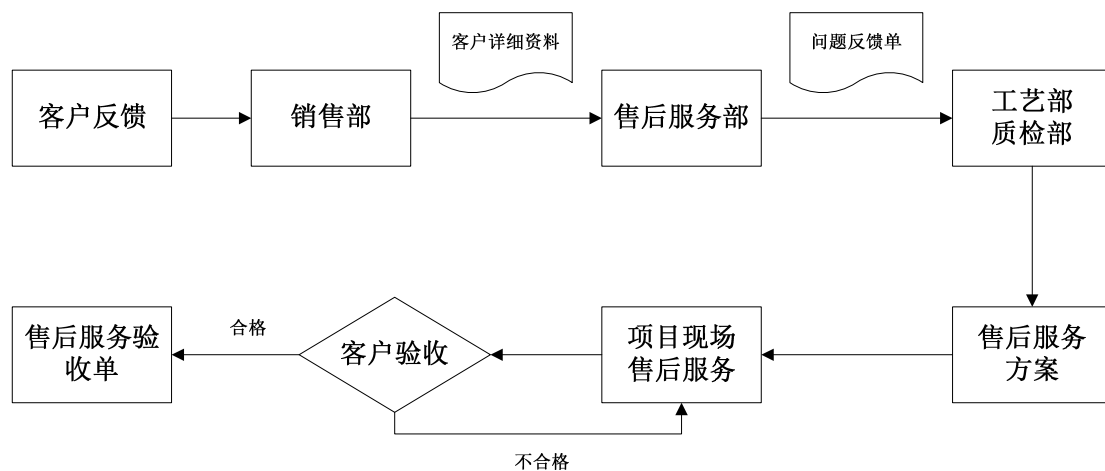 客户详细资料
问题反馈单
客户反馈
销售部
售后服务部
工艺部
质检部
售后服务验
收单
合格
客户验收
项目现场
售后服务
售后服务
方案
不合格